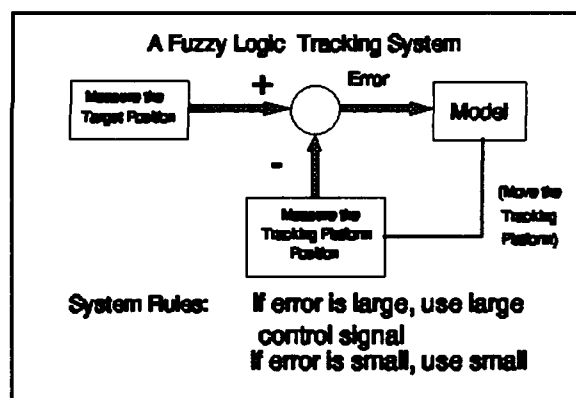 A Fuzzy Logic Tracking System
+
Error
Measure the
Target Position
Model
-
Measure the
Tracking Platform
Position
(Move the
Tracking
Platform)
System Rules: If error is large, use large
control signal
If error is small, use small